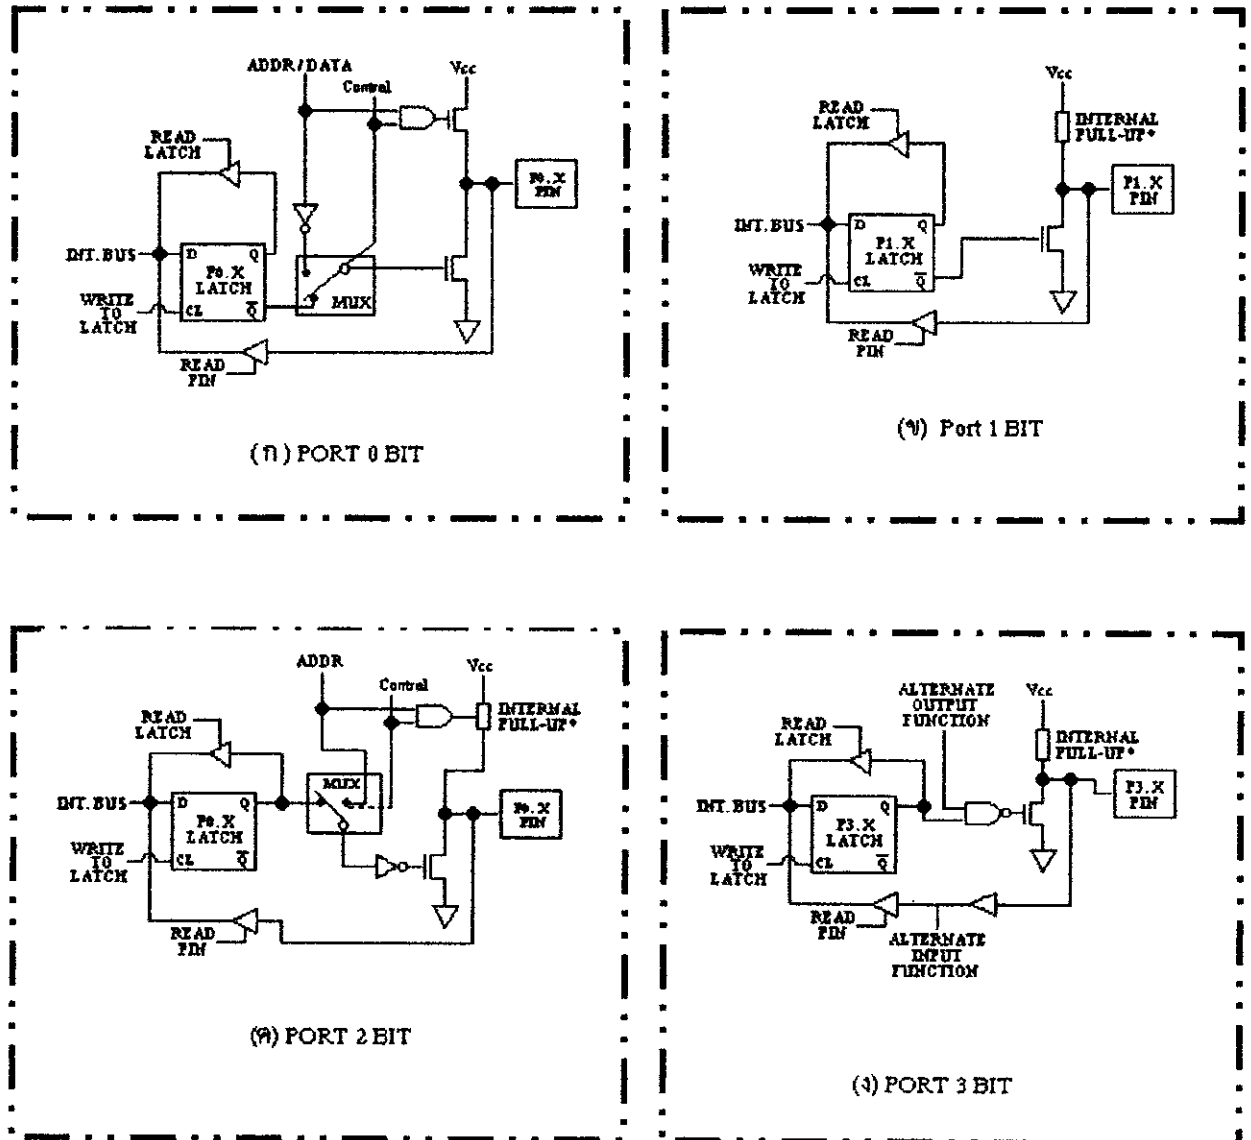 ADDR/DATA
Control
Vcc
READ
LATCH
P0.X
PIN
INT.BUS
D
Q
P0.X
LATCH
WRITE
TO
LATCH
CL
Q
MUX
READ
PIN
(ก) PORT 0 BIT
Vcc
READ
LATCH
INTERNAL
PULL-UP*
P1.X
PIN
INT.BUS
D
Q
P1.X
LATCH
WRITE
TO
LATCH
CL
Q
READ
PIN
(ข) Port 1 BIT
ADDR
Control
Vcc
READ
LATCH
INTERNAL
PULL-UP*
MUX
INT.BUS
D
Q
P0.X
LATCH
P0.X
PIN
WRITE
TO
LATCH
CL
Q
READ
PIN
(ค) PORT 2 BIT
ALTERNATE
OUTPUT
FUNCTION
Vcc
READ
LATCH
INTERNAL
PULL-UP*
P3.X
PIN
INT.BUS
D
Q
P3.X
LATCH
WRITE
TO
LATCH
CL
Q
READ
PIN
ALTERNATE
INPUT
FUNCTION
(ง) PORT 3 BIT